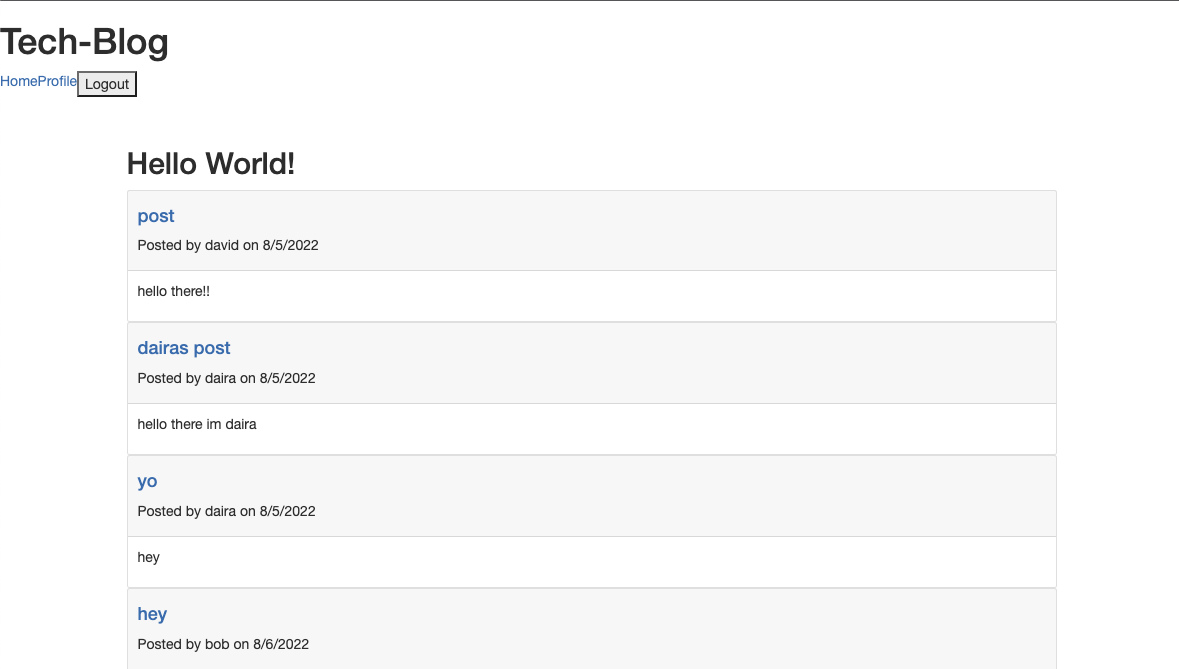 Tech-Blog
HomeProfile Logout
Hello World!
post
Posted by david on 8/5/2022
hello there!!
dairas post
Posted by daira on 8/5/2022
hello there im daira
yo
Posted by daira on 8/5/2022
hey
hey
Posted by bob on 8/6/2022